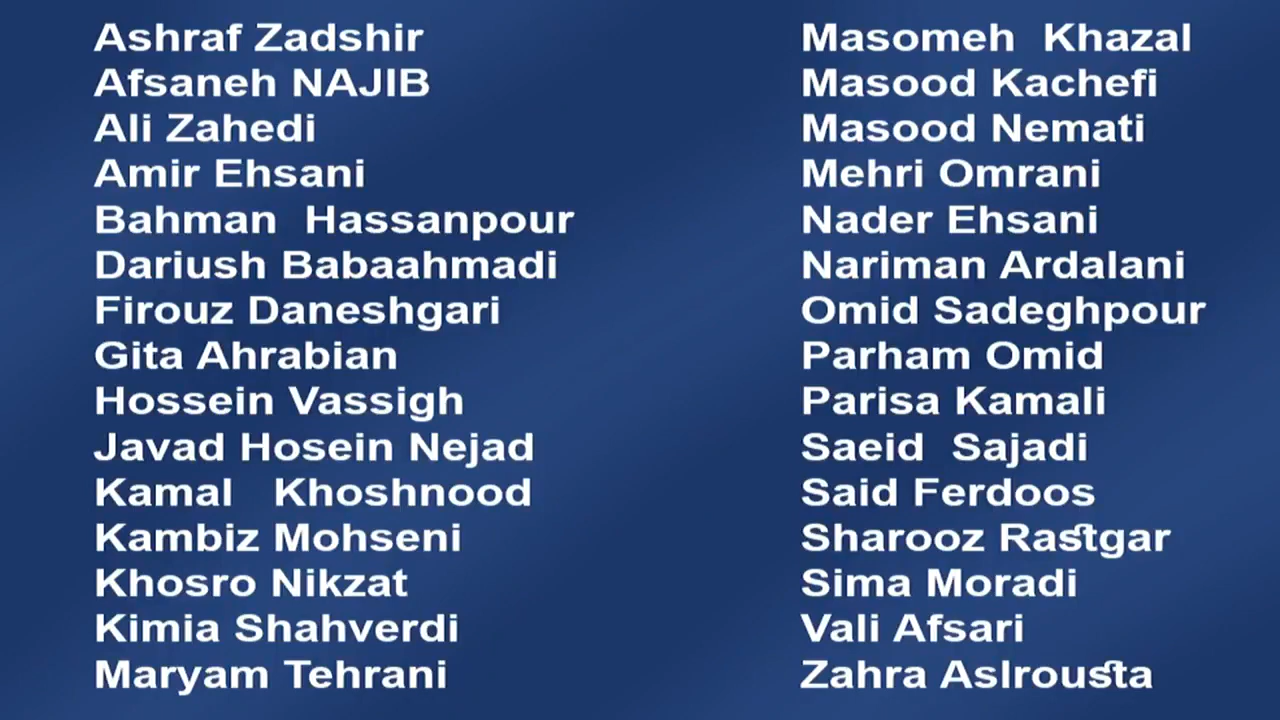 Ashraf Zadshir
Afsaneh NAJIB
Ali Zahedi
Amir Ehsani
Bahman  Hassanpour
Dariush Babaahmadi
Firouz Daneshgari
Gita Ahrabian
Hossein Vassigh
Javad Hosein Nejad
Kamal   Khoshnood
Kambiz Mohseni
Khosro Nikzat
Kimia Shahverdi
Maryam Tehrani
Masomeh  Khazal
Masood Kachefi
Masood Nemati
Mehri Omrani
Nader Ehsani
Nariman Ardalani
Omid Sadeghpour
Parham Omid
Parisa Kamali
Saeid  Sajadi
Said Ferdoos
Sharooz Rastgar
Sima Moradi
Vali Afsari
Zahra Aslrousta